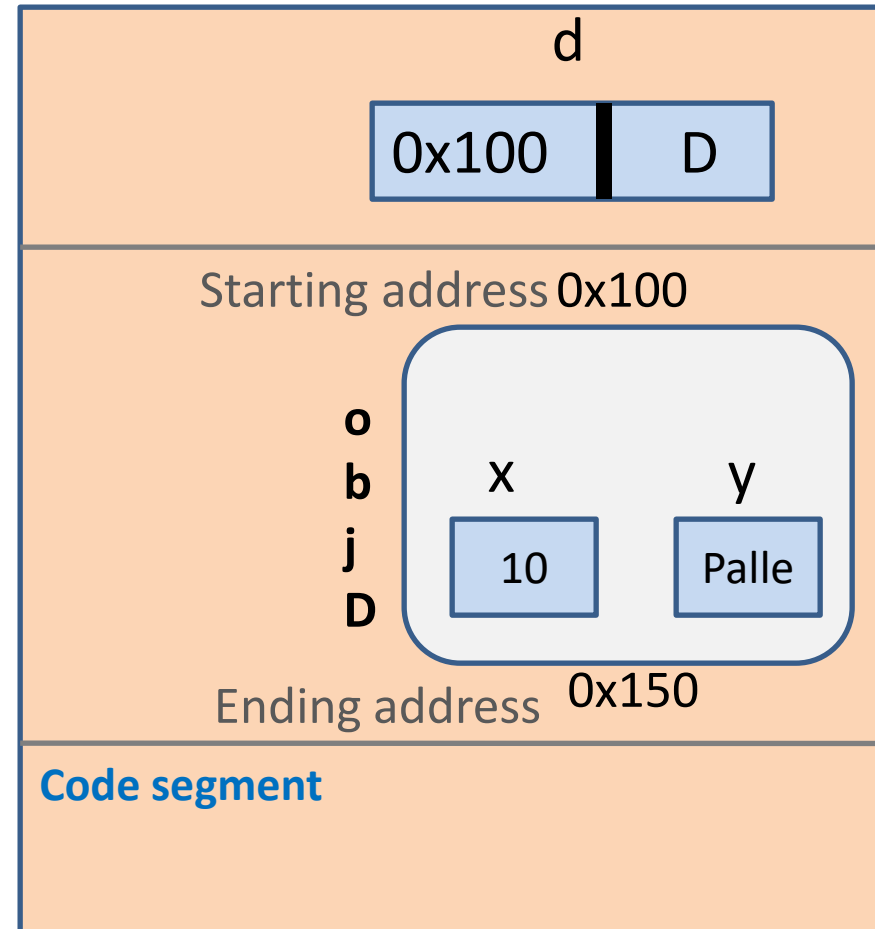 d
0x100 D
Starting address 0x100
o
b
j
D
x y
10 Palle
Ending address 0x150
Code segment